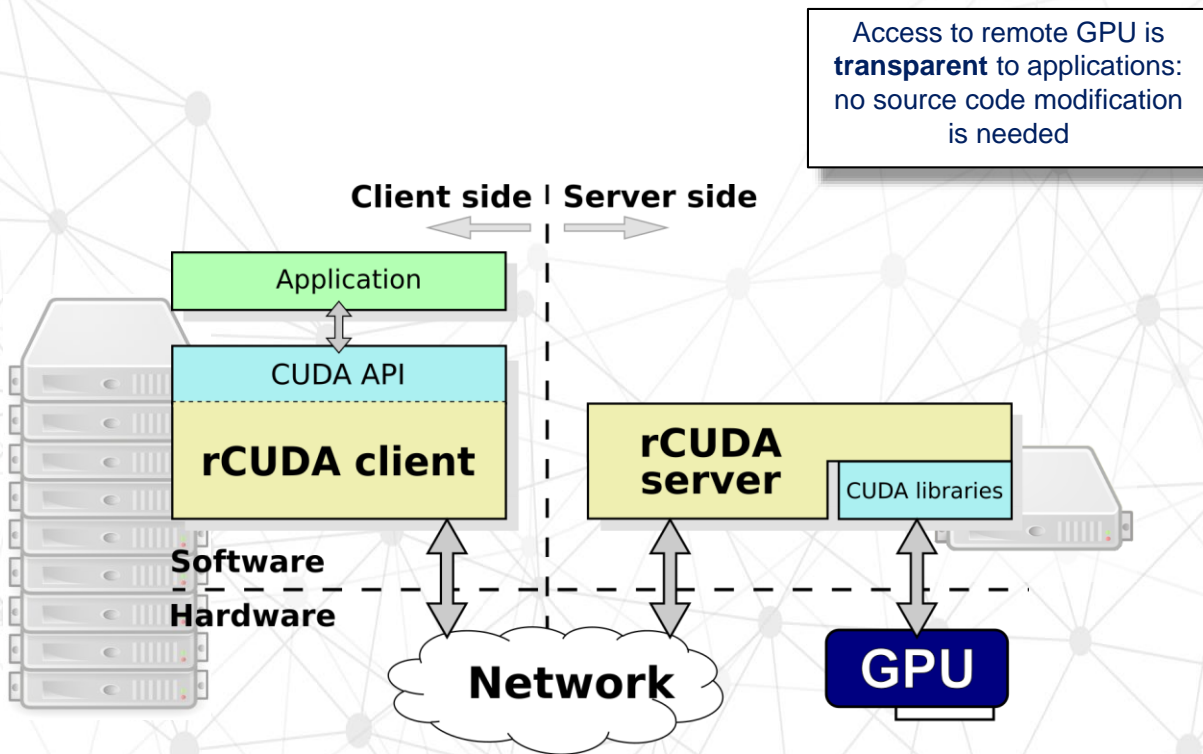 Access to remote GPU is
transparent to applications:
no source code modification
is needed
Client side
Server side
Application
CUDA API
rCUDA client
rCUDA
server
CUDA libraries
Software
Hardware
Network
GPU